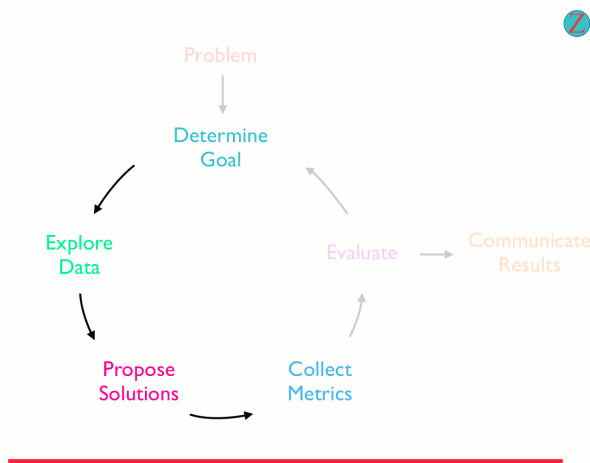 Z
Problem
Determine
Goal
Explore
Data
Evaluate
Communicate
Results
Propose
Solutions
Collect
Metrics